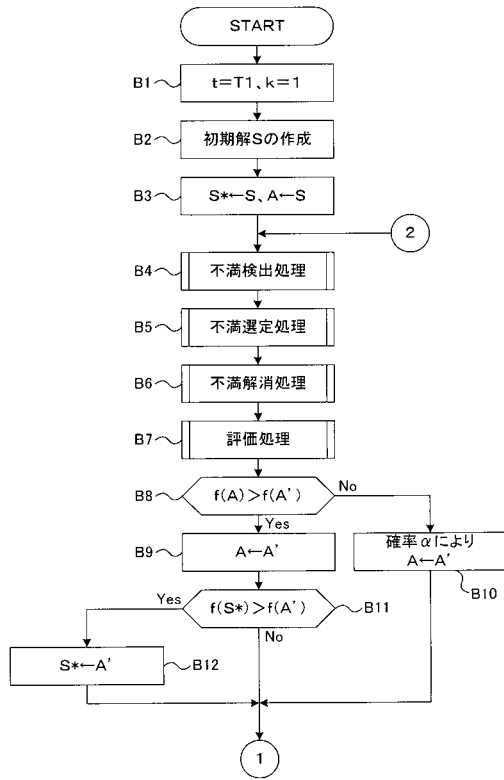 START
B1
t=T1、k=1
B2
初期解Sの作成
B3
S*←S、A←S
2
B4
不満検出処理
B5
不満選定処理
B6
不満解消処理
B7
評価処理
B8
f(A)>f(A')
No
Yes
B9
A←A'
確率αにより
A←A'
B10
Yes
f(S*)>f(A')
B11
No
S*←A'
B12
1